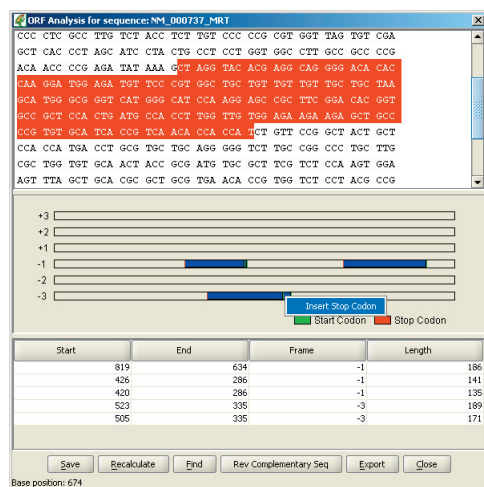 ORF Analysis for sequence: NM_000737_MRT
CCC CTC GCC TTG TCT ACC TCT TGT CCC CCG CGT GGT TAG TGT CGA
GCT CAC CCT AGC ATC CTA CTG CCT CCT GGT GGC CTT GCC GCC CCG
ACA ACC CCG AGA TAT AAA GCT AGG TAC ACG AGG CAG GGG ACA CAC
CAA GGA TGG AGA TGT TCC CGT GGC TGC TGT TGT TGT TGC TGC TAA
GCA TGG GCG GGT CAT GGG CAT CCA AGG AGC CGC TTC GGA CAC GGT
GCC GCT CCA CTG ATG CCA CCT TGG TTG TGG AGA AGA AGA GCT GCC
CCG TGT GCA TCA CCG TCA ACA CCA CCA TCT GTT CCG GCT ACT GCT
CCA CCA TGA CCT GCG TGC TGC AGG GGG TCT TGC CGG CCC TGC TTG
CGC TGG TGT GCA ACT ACC GCG ATG TGC GCT TCG TCT CCA AGT GGA
AGT TTA GCT GCA CGC GCT GCG TGA ACA CCG TGG TCT CCT ACG CCG
+3
+2
+1
-1
-2
-3
Insert Stop Codon
Start Codon Stop Codon
Start End Frame Length
819 634 -1 186
426 286 -1 141
420 286 -1 135
523 335 -3 189
505 335 -3 171
Save Recalculate Find Rev Complementary Seq Export Close
Base position: 674